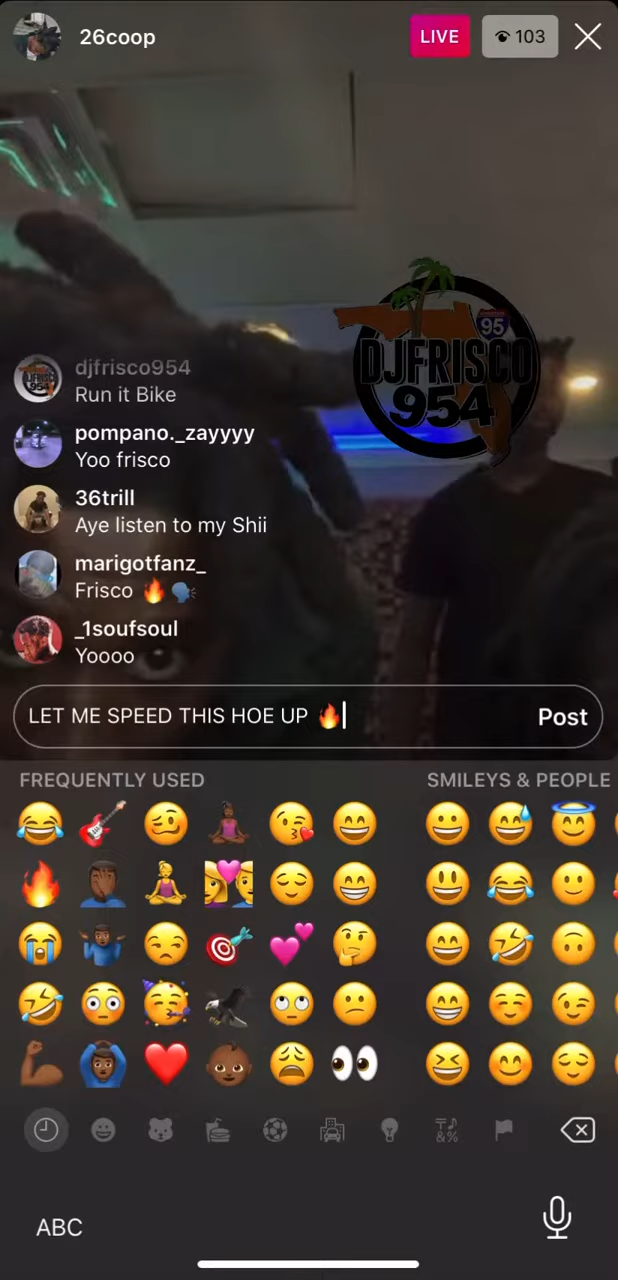 26coop
LIVE
103
95
DJFRISCO
954
djfrisco954
Run it Bike
pompano._zayyyy
Yoo frisco
36trill
Aye listen to my Shii
marigotfanz_
Frisco 🔥 🗣️
_1soufsoul
Yoooo
LET ME SPEED THIS HOE UP 🔥
Post
FREQUENTLY USED
SMILEYS & PEOPLE
ABC